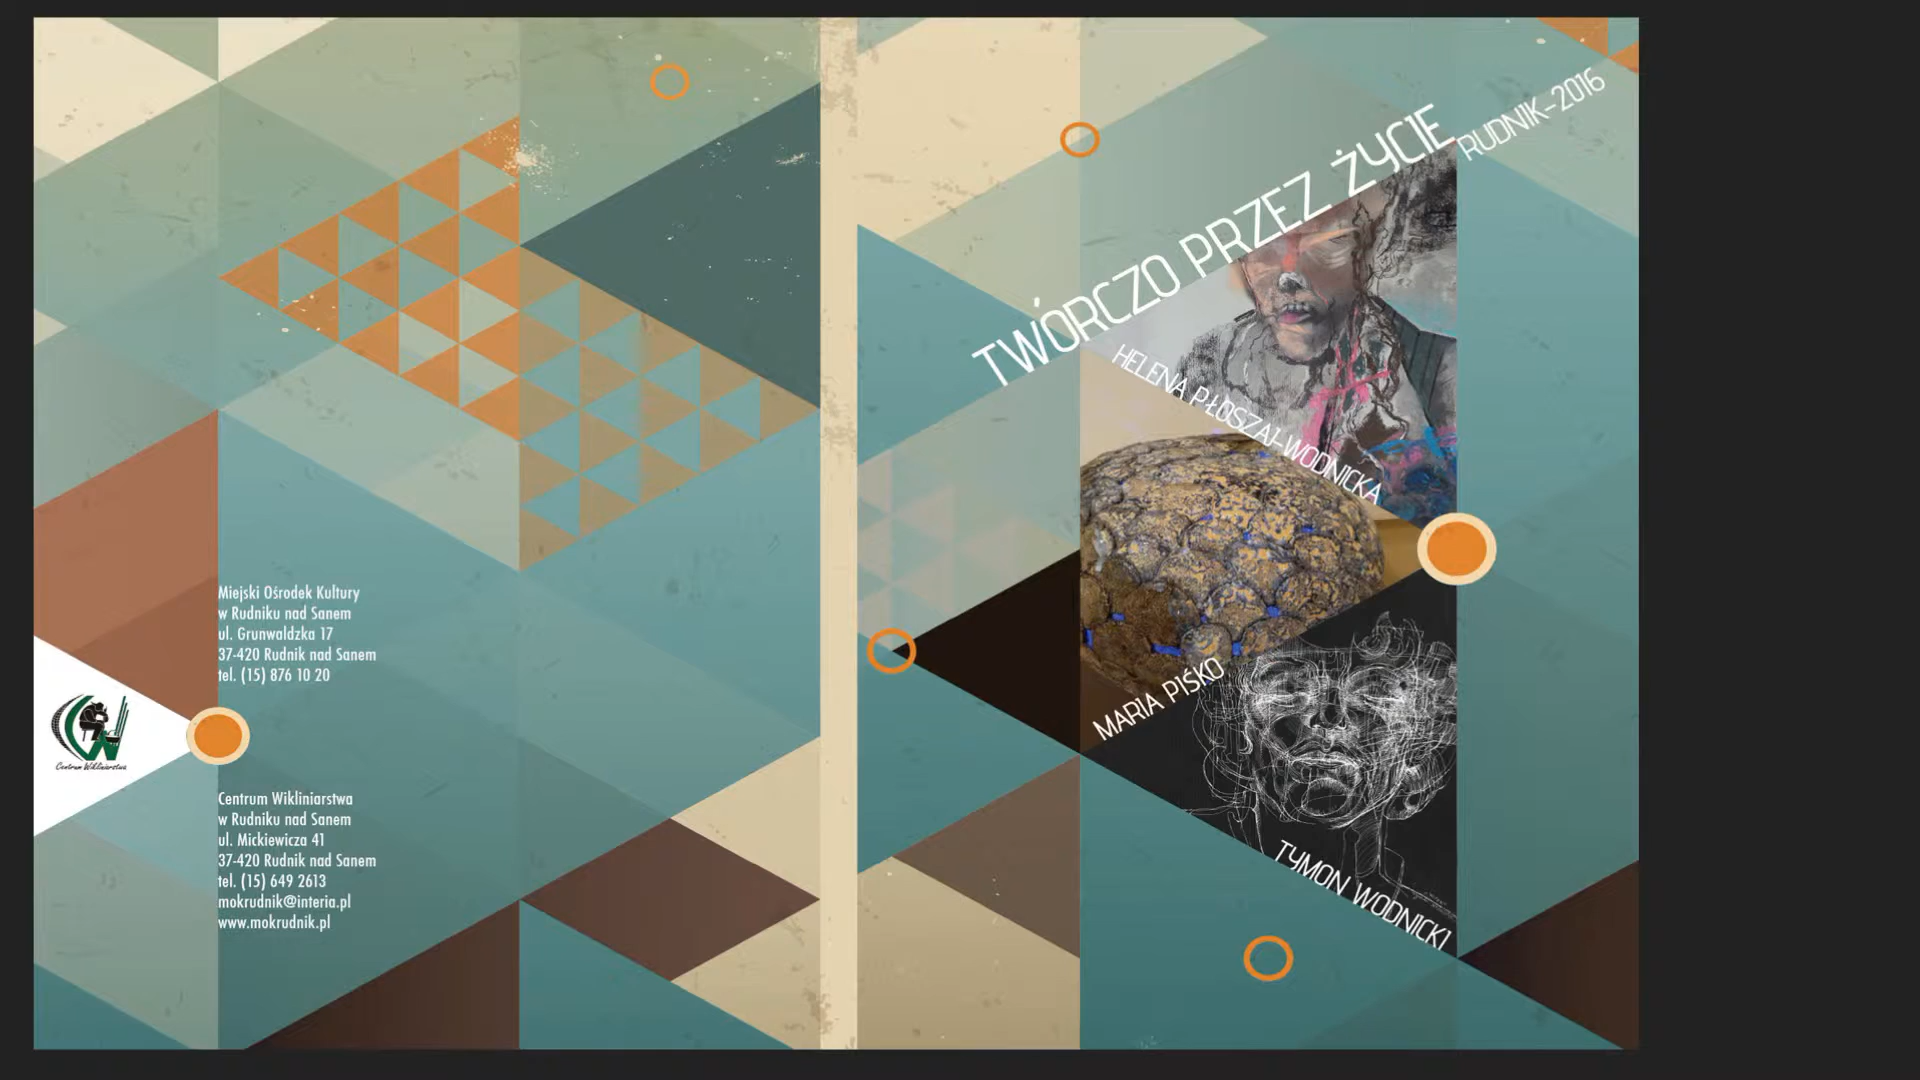 Miejski Ośrodek Kultury
w Rudniku nad Sanem
ul. Grunwaldzka 17
37-420 Rudnik nad Sanem
tel. (15) 876 10 20
Centrum Wikliniarstwa
Centrum Wikliniarstwa
w Rudniku nad Sanem
ul. Mickiewicza 41
37-420 Rudnik nad Sanem
tel. (15) 649 2613
mokrudnik@interia.pl
www.mokrudnik.pl
TWÓRCZO PRZEZ ŻYCIE
RUDNIK-2016
HELENA PŁOSZAJ-WODNICKA
MARIA PIŚKO
TYMON WODNICKI